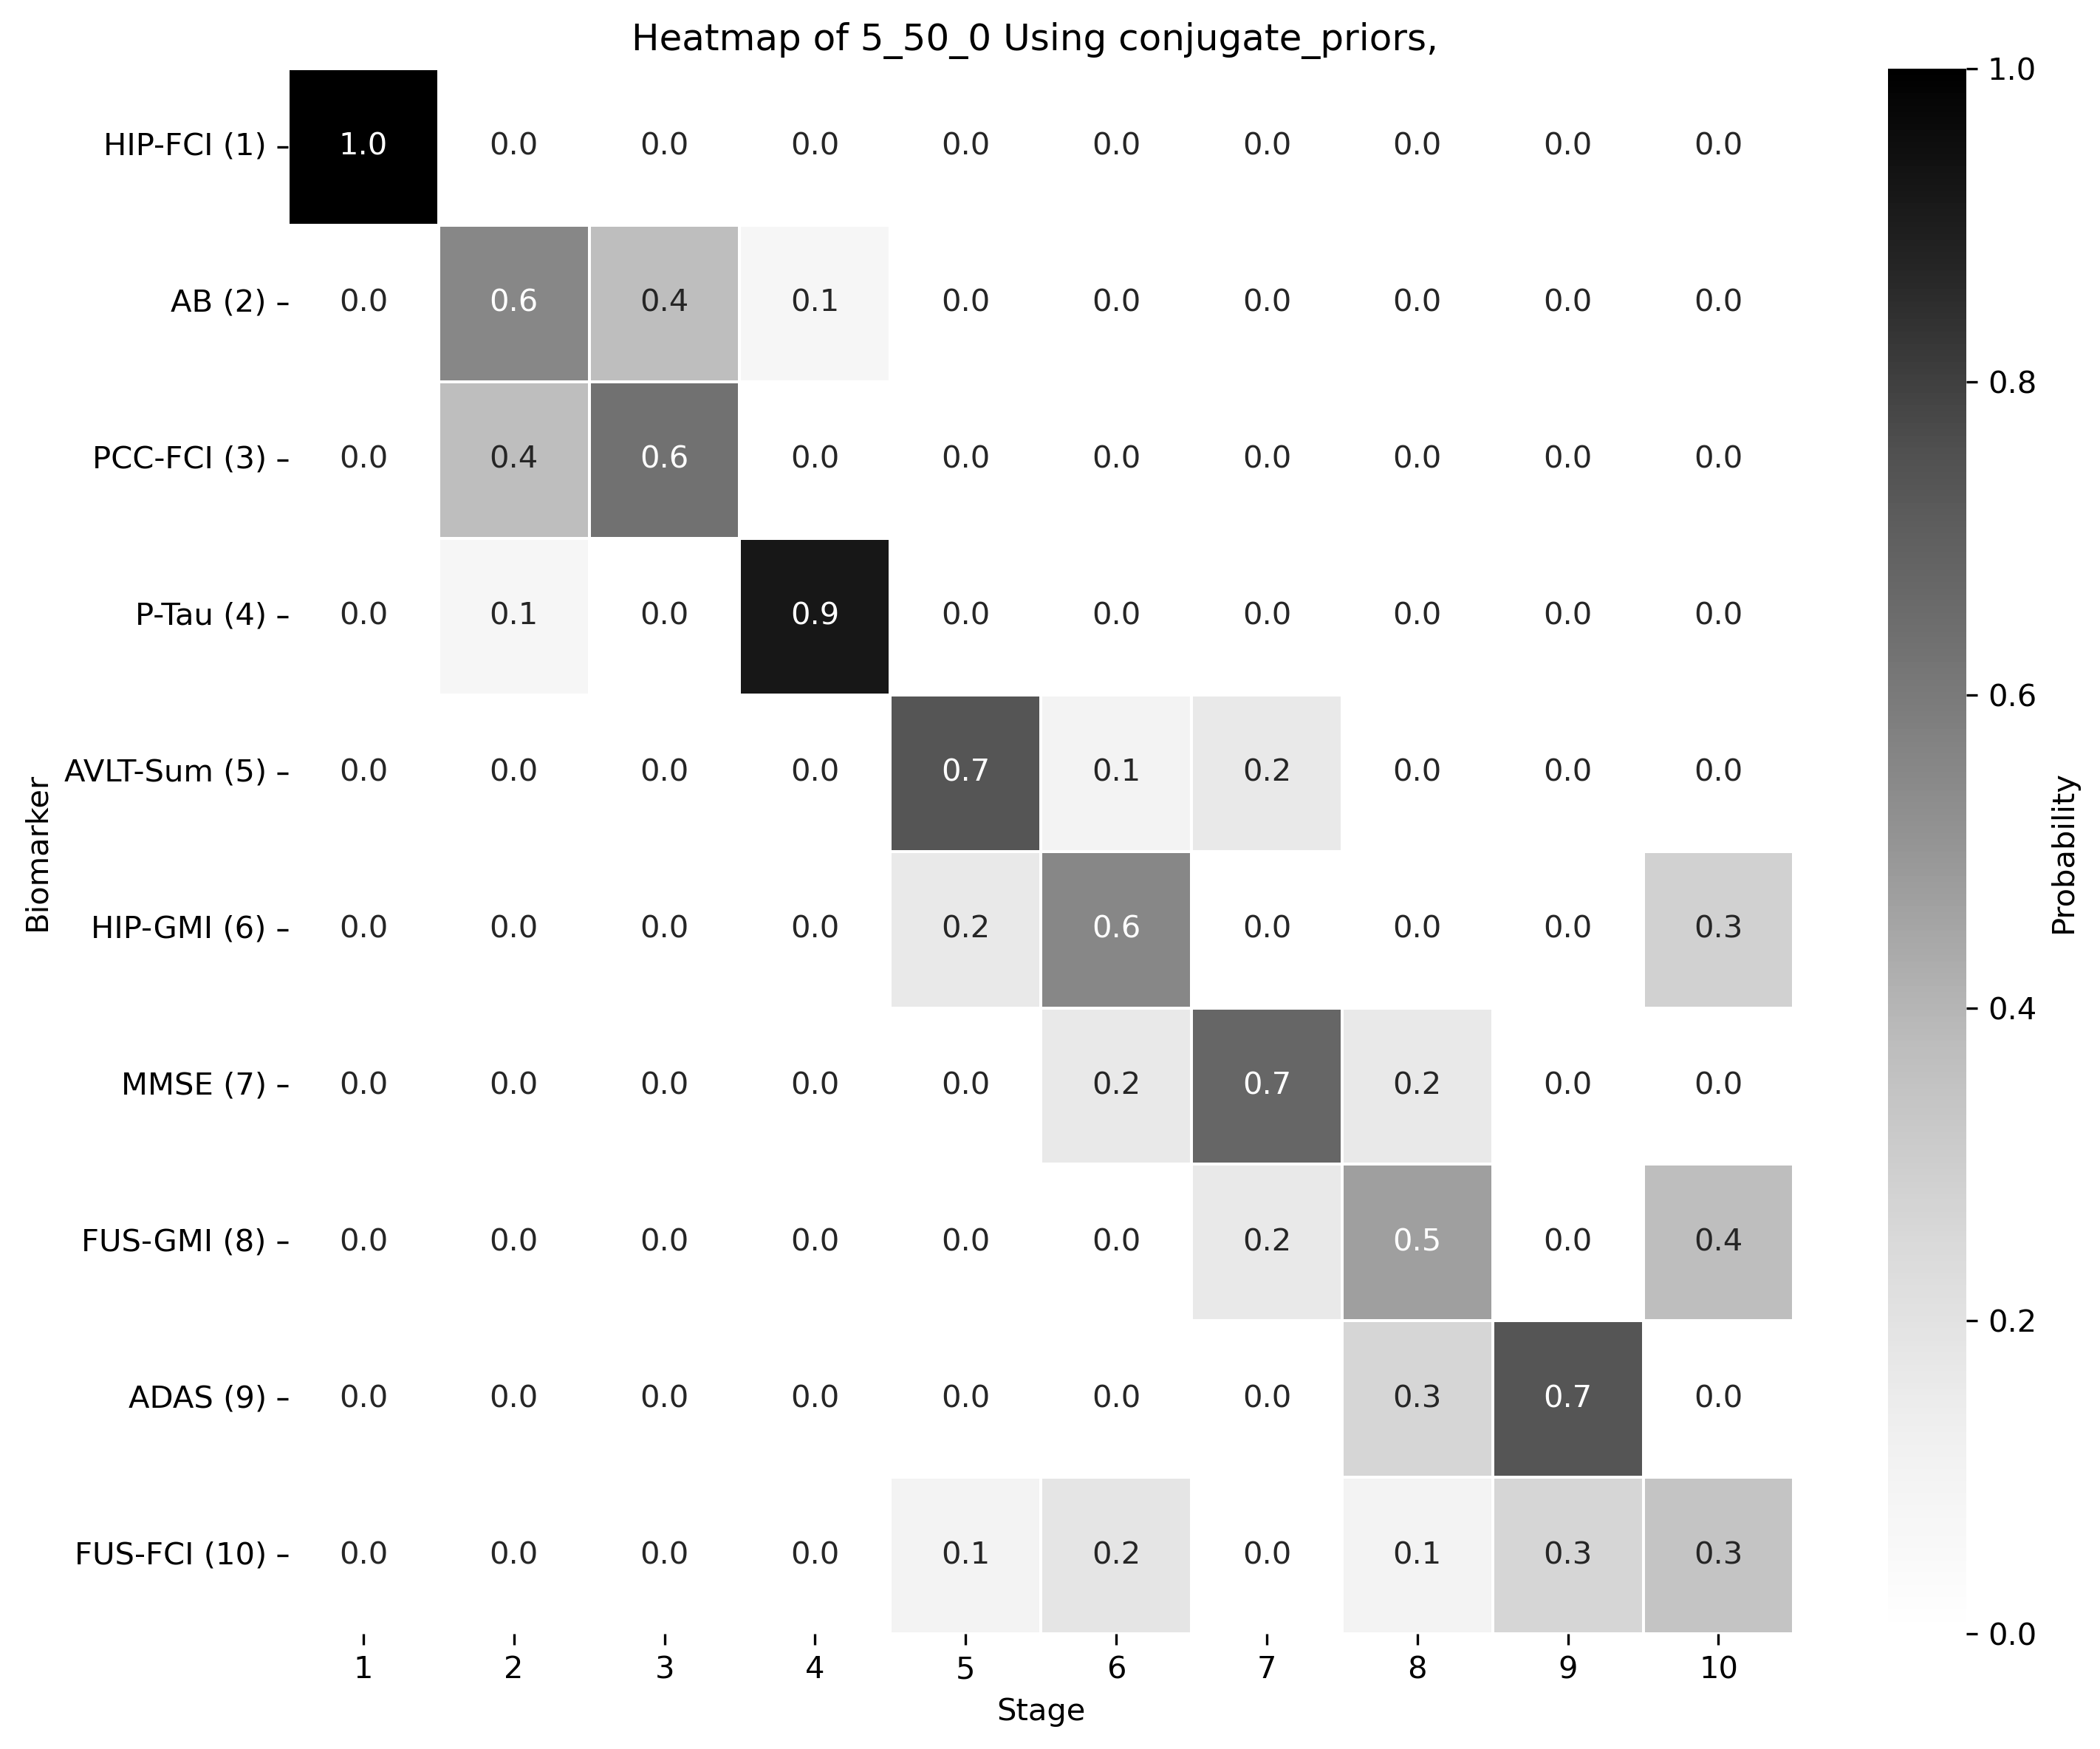 Heatmap of 5_50_0 Using conjugate_priors,
HIP-FCI (1) 1.0 0.0 0.0 0.0 0.0 0.0 0.0 0.0 0.0 0.0
AB (2) 0.0 0.6 0.4 0.1 0.0 0.0 0.0 0.0 0.0 0.0
PCC-FCI (3) 0.0 0.4 0.6 0.0 0.0 0.0 0.0 0.0 0.0 0.0
P-Tau (4) 0.0 0.1 0.0 0.9 0.0 0.0 0.0 0.0 0.0 0.0
AVLT-Sum (5) 0.0 0.0 0.0 0.0 0.7 0.1 0.2 0.0 0.0 0.0
HIP-GMI (6) 0.0 0.0 0.0 0.0 0.2 0.6 0.0 0.0 0.0 0.3
MMSE (7) 0.0 0.0 0.0 0.0 0.0 0.2 0.7 0.2 0.0 0.0
FUS-GMI (8) 0.0 0.0 0.0 0.0 0.0 0.0 0.2 0.5 0.0 0.4
ADAS (9) 0.0 0.0 0.0 0.0 0.0 0.0 0.0 0.3 0.7 0.0
FUS-FCI (10) 0.0 0.0 0.0 0.0 0.1 0.2 0.0 0.1 0.3 0.3
1 2 3 4 5 6 7 8 9 10
Stage
Biomarker
1.0
0.8
0.6
0.4
0.2
0.0
Probability